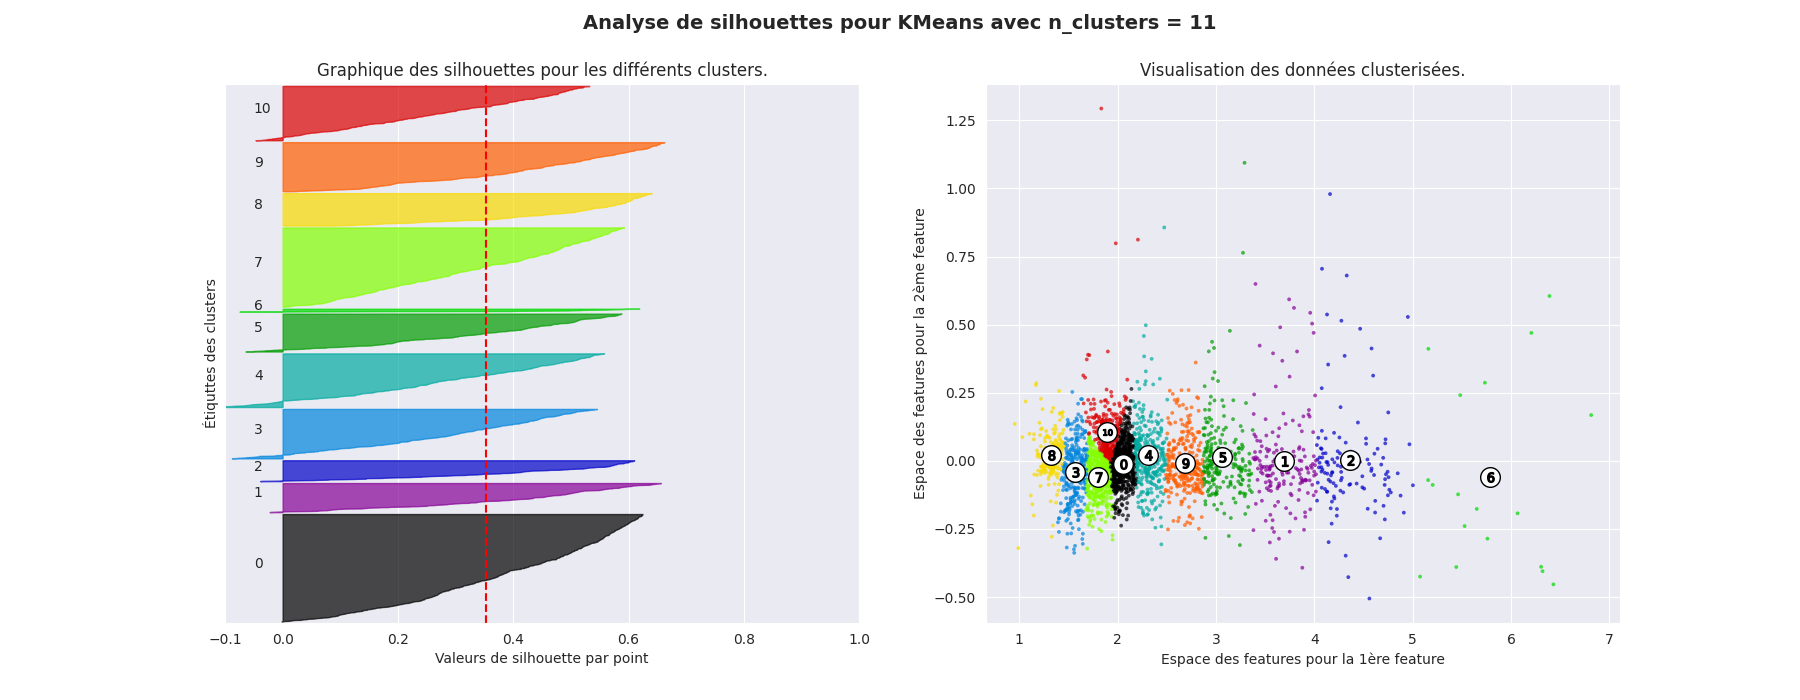 Analyse de silhouettes pour KMeans avec n_clusters = 11
Graphique des silhouettes pour les différents clusters.
Étiquttes des clusters
10
9
8
7
6
5
4
3
2
1
0
−0.1 0.0 0.2 0.4 0.6 0.8 1.0
Valeurs de silhouette par point
Visualisation des données clusterisées.
Espace des features pour la 2ème feature
1.25
1.00
0.75
0.50
0.25
0.00
−0.25
−0.50
10
8 3 7 0 4 9 5 1 2 6
1 2 3 4 5 6 7
Espace des features pour la 1ère feature